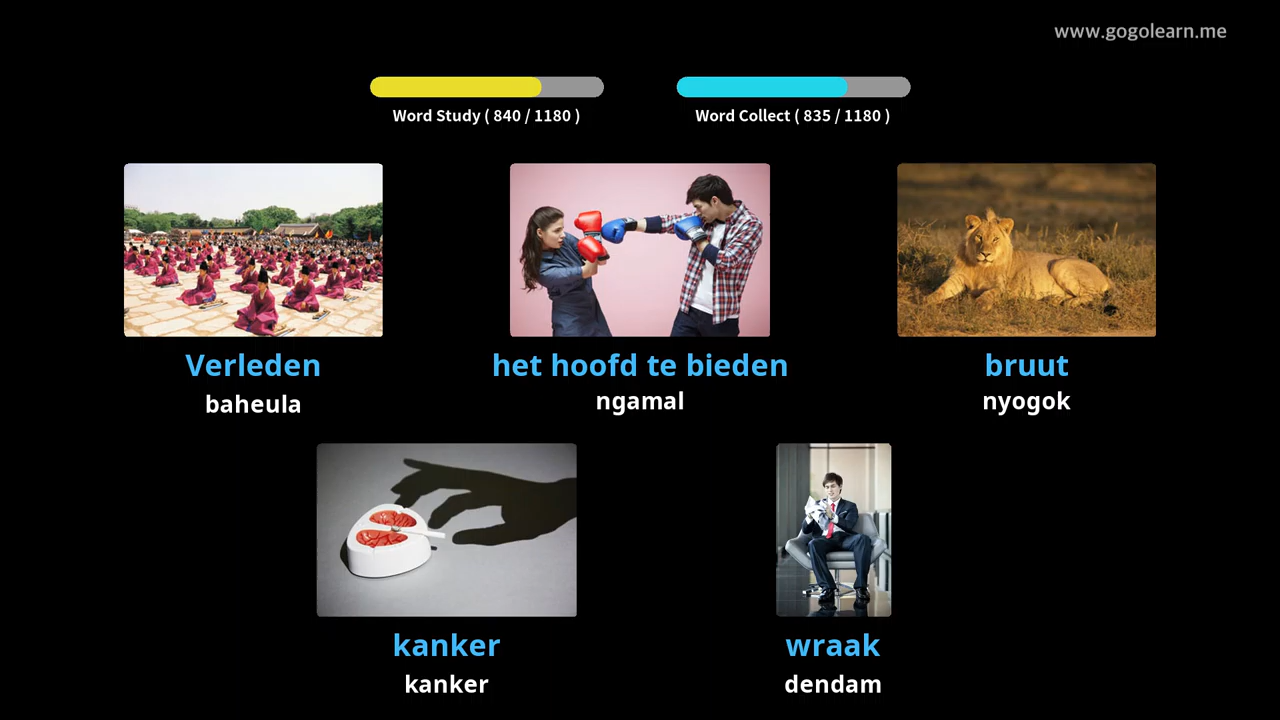 www.gogolearn.me
Word Study ( 840 / 1180 )
Word Collect ( 835 / 1180 )
Verleden
baheula
het hoofd te bieden
ngamal
bruut
nyogok
kanker
kanker
wraak
dendam